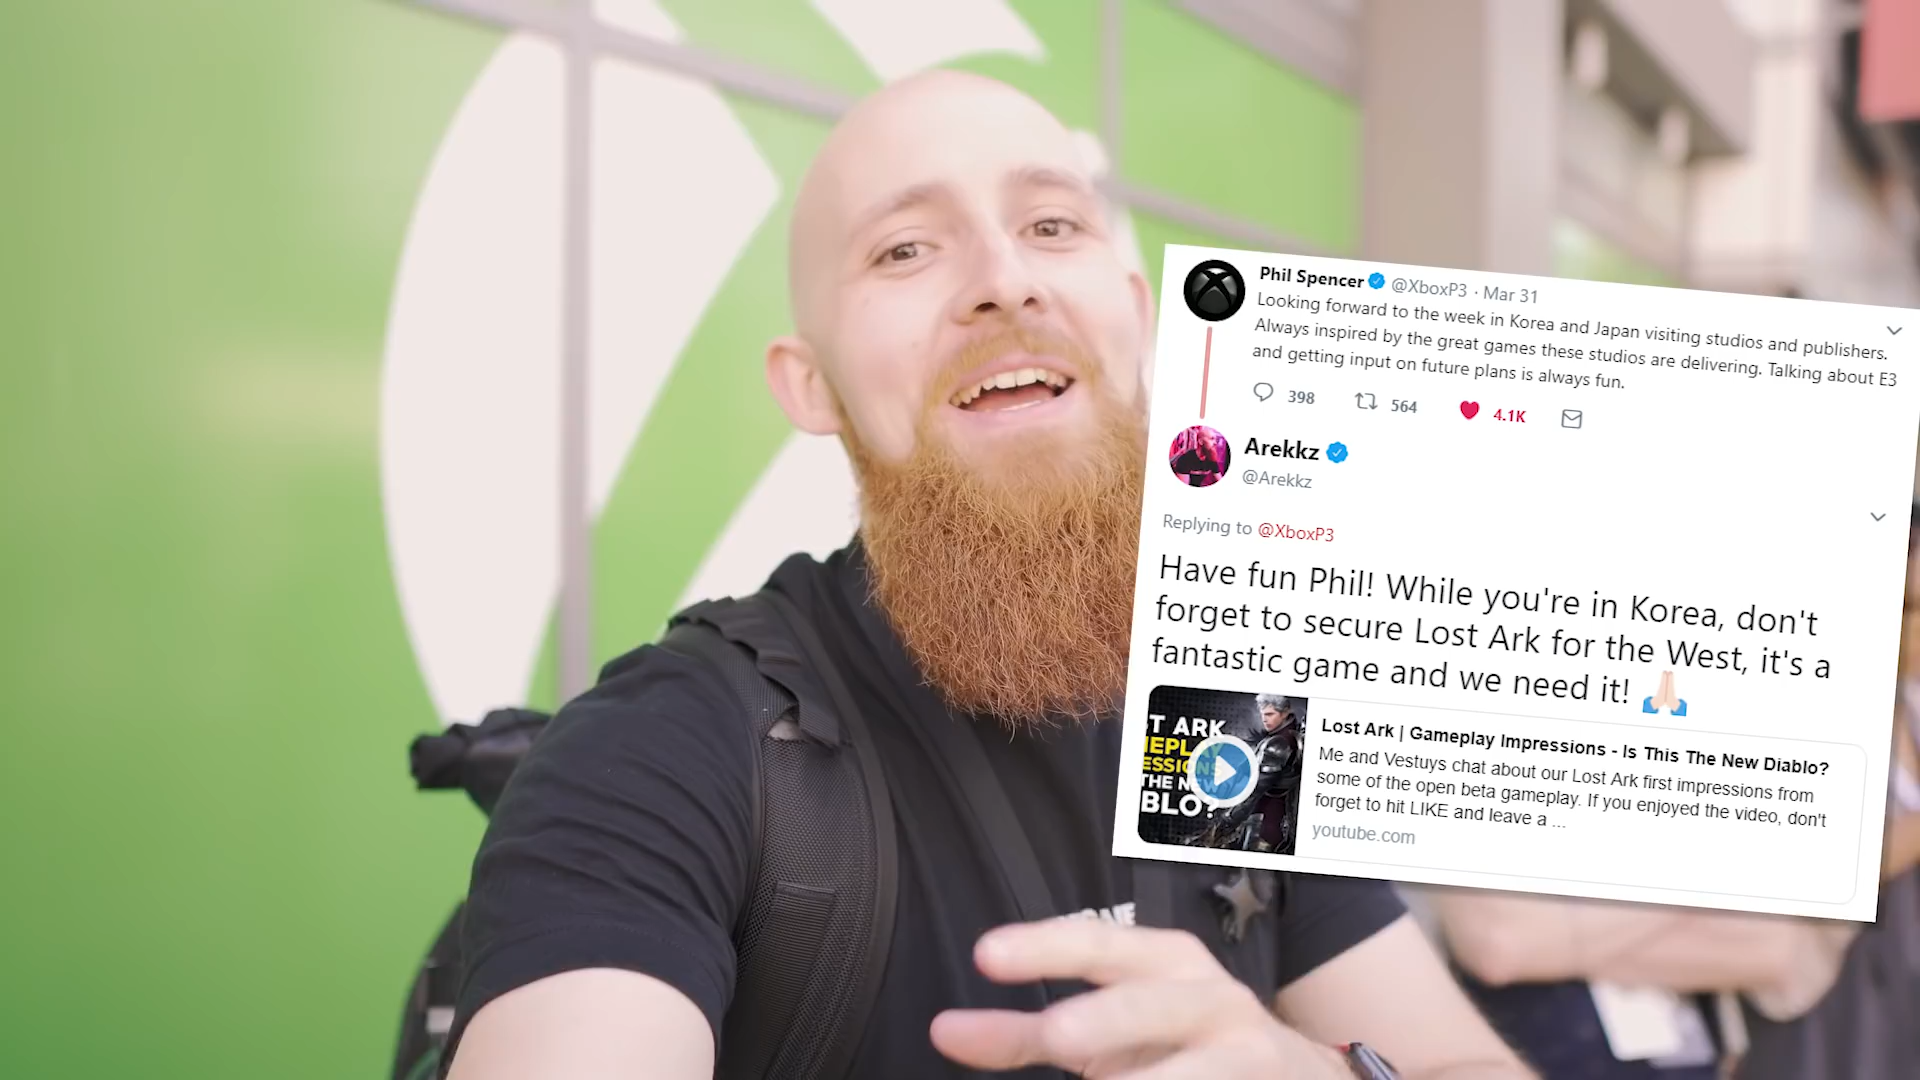 Phil Spencer @XboxP3 · Mar 31
Looking forward to the week in Korea and Japan visiting studios and publishers.
Always inspired by the great games these studios are delivering. Talking about E3
and getting input on future plans is always fun.
398 564 4.1K
Arekkz
@Arekkz
Replying to @XboxP3
Have fun Phil! While you're in Korea, don't
forget to secure Lost Ark for the West, it's a
fantastic game and we need it! 🙏🏻
Lost Ark | Gameplay Impressions - Is This The New Diablo?
Me and Vestuys chat about our Lost Ark first impressions from
some of the open beta gameplay. If you enjoyed the video, don't
forget to hit LIKE and leave a ...
youtube.com
ARK